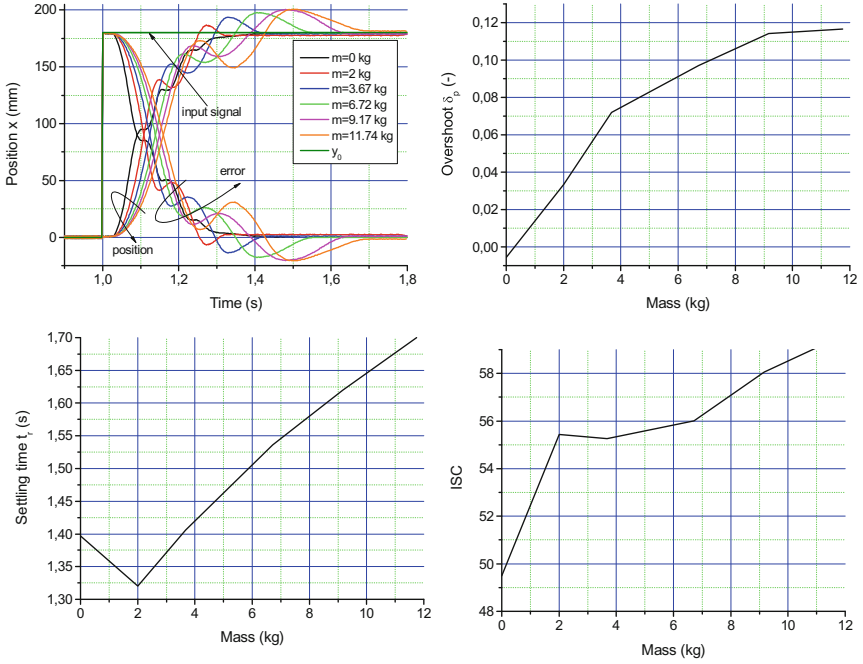 200
150
100
50
0
Position x (mm)
1,0
1,2
1,4
1,6
1,8
Time (s)
input signal
error
position
m=0 kg
m=2 kg
m=3.67 kg
m=6.72 kg
m=9.17 kg
m=11.74 kg
y0
0,12
0,10
0,08
0,06
0,04
0,02
0,00
Overshoot δp (-)
0 2 4 6 8 10 12
Mass (kg)
1,70
1,65
1,60
1,55
1,50
1,45
1,40
1,35
1,30
Settling time tr (s)
0 2 4 6 8 10 12
Mass (kg)
58
56
54
52
50
48
ISC
0 2 4 6 8 10 12
Mass (kg)